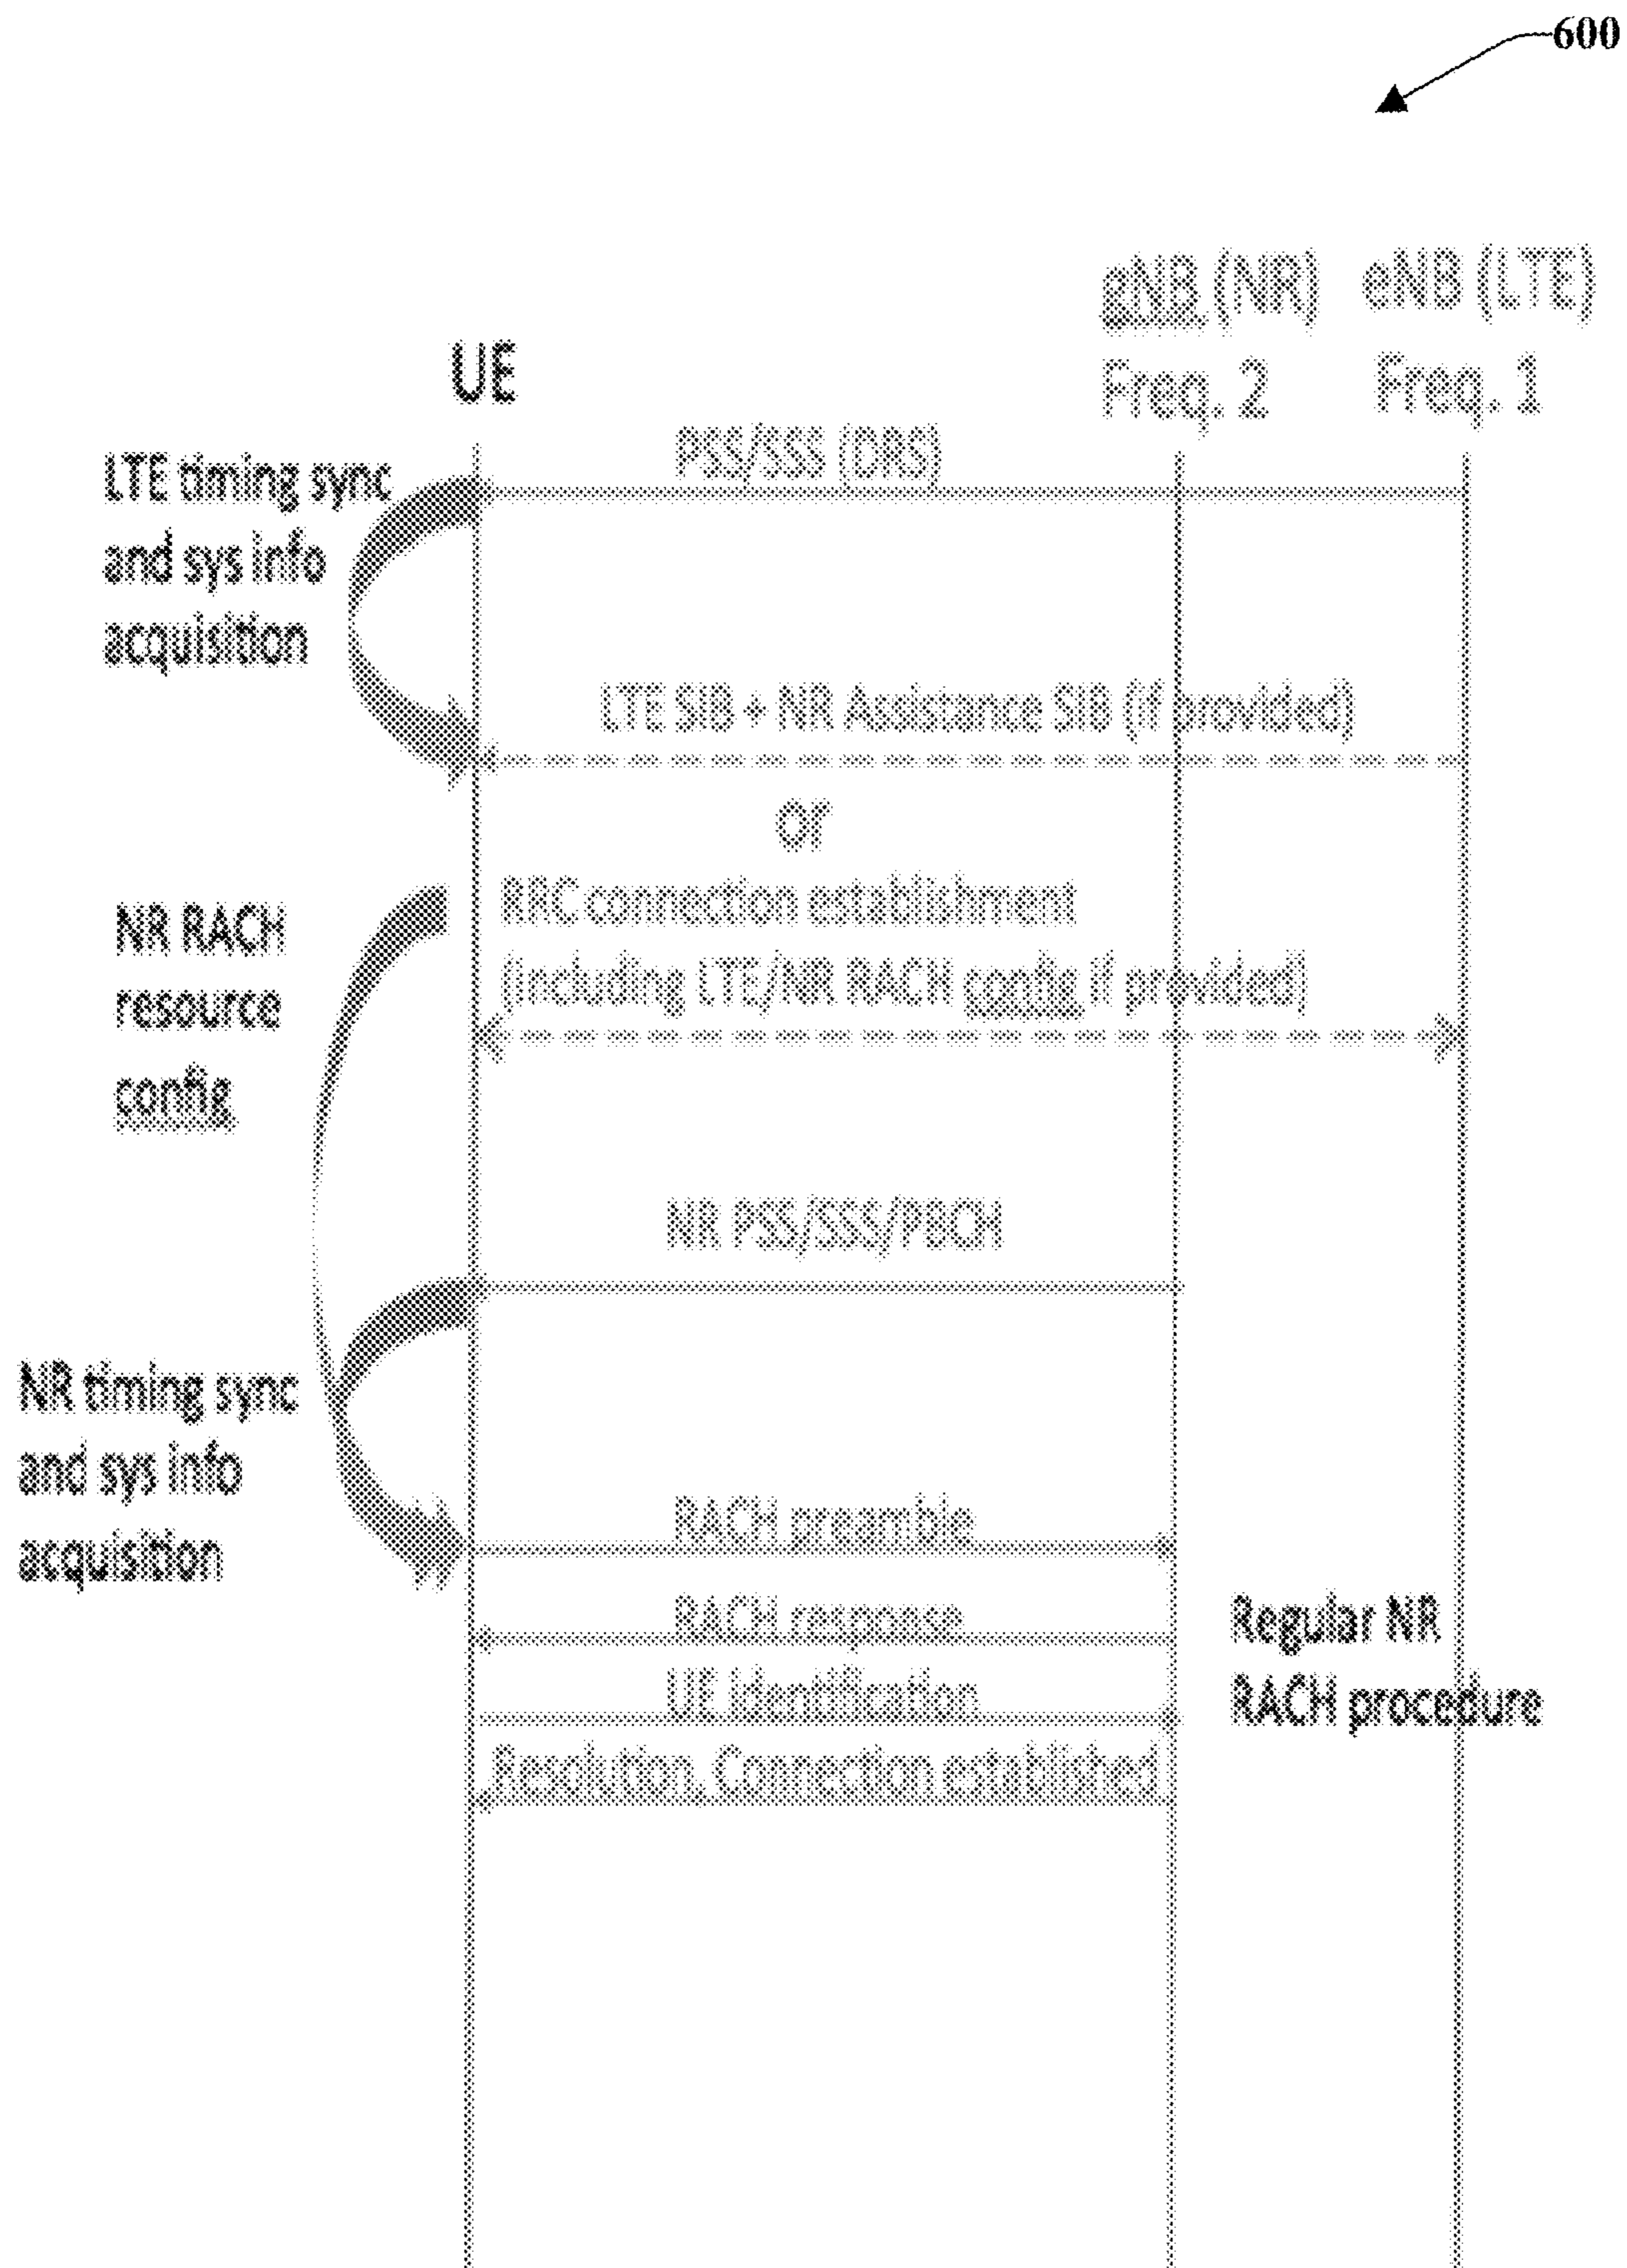 600
gNB (NR) eNB (LTE)
UE
Freq. 2 Freq. 1
PSS/SSS (DRS)
LTE timing sync
and sys info
acquisition
LTE SIB + NR Assistance SIB (if provided)
or
RRC connection establishment
(including LTE/NR RACH config if provided)
NR RACH
resource
config
NR PSS/SSS/PBCH
NR timing sync
and sys info
acquisition
RACH preamble
RACH response
UE identification
Resolution. Connection established
Regular NR
RACH procedure